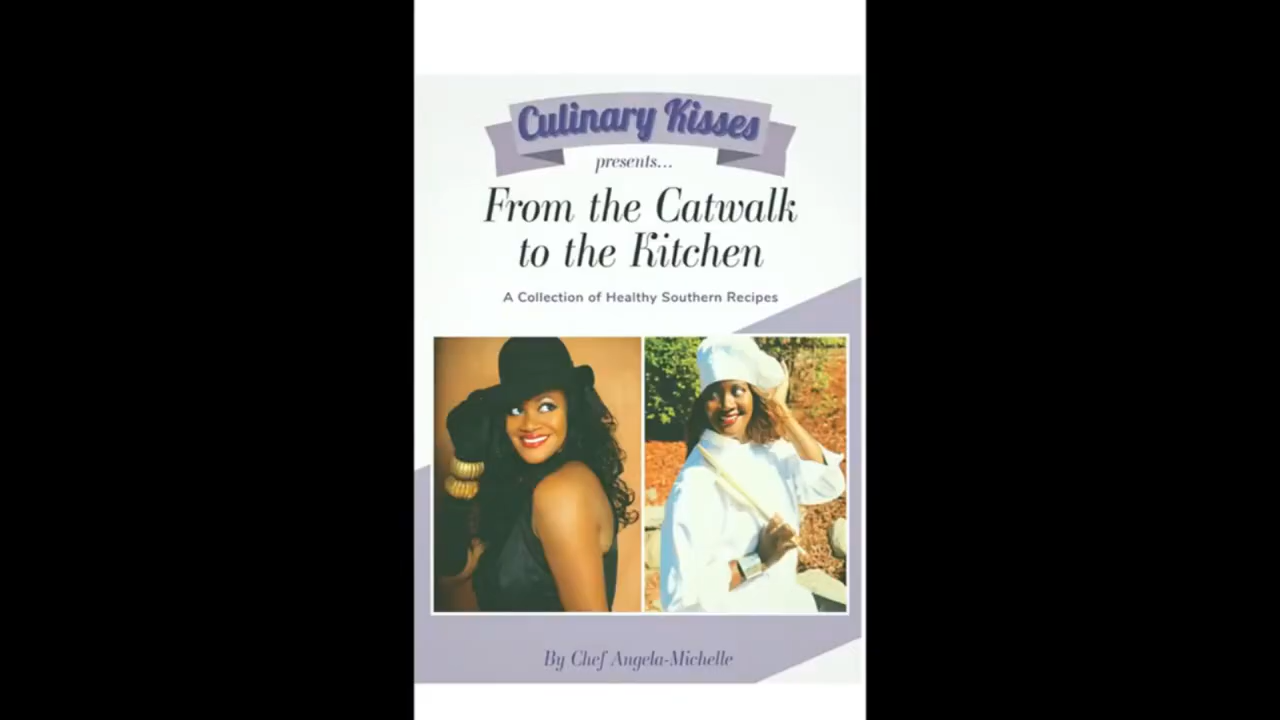 Culinary Kisses
presents...
From the Catwalk
to the Kitchen
A Collection of Healthy Southern Recipes
By Chef Angela-Michelle